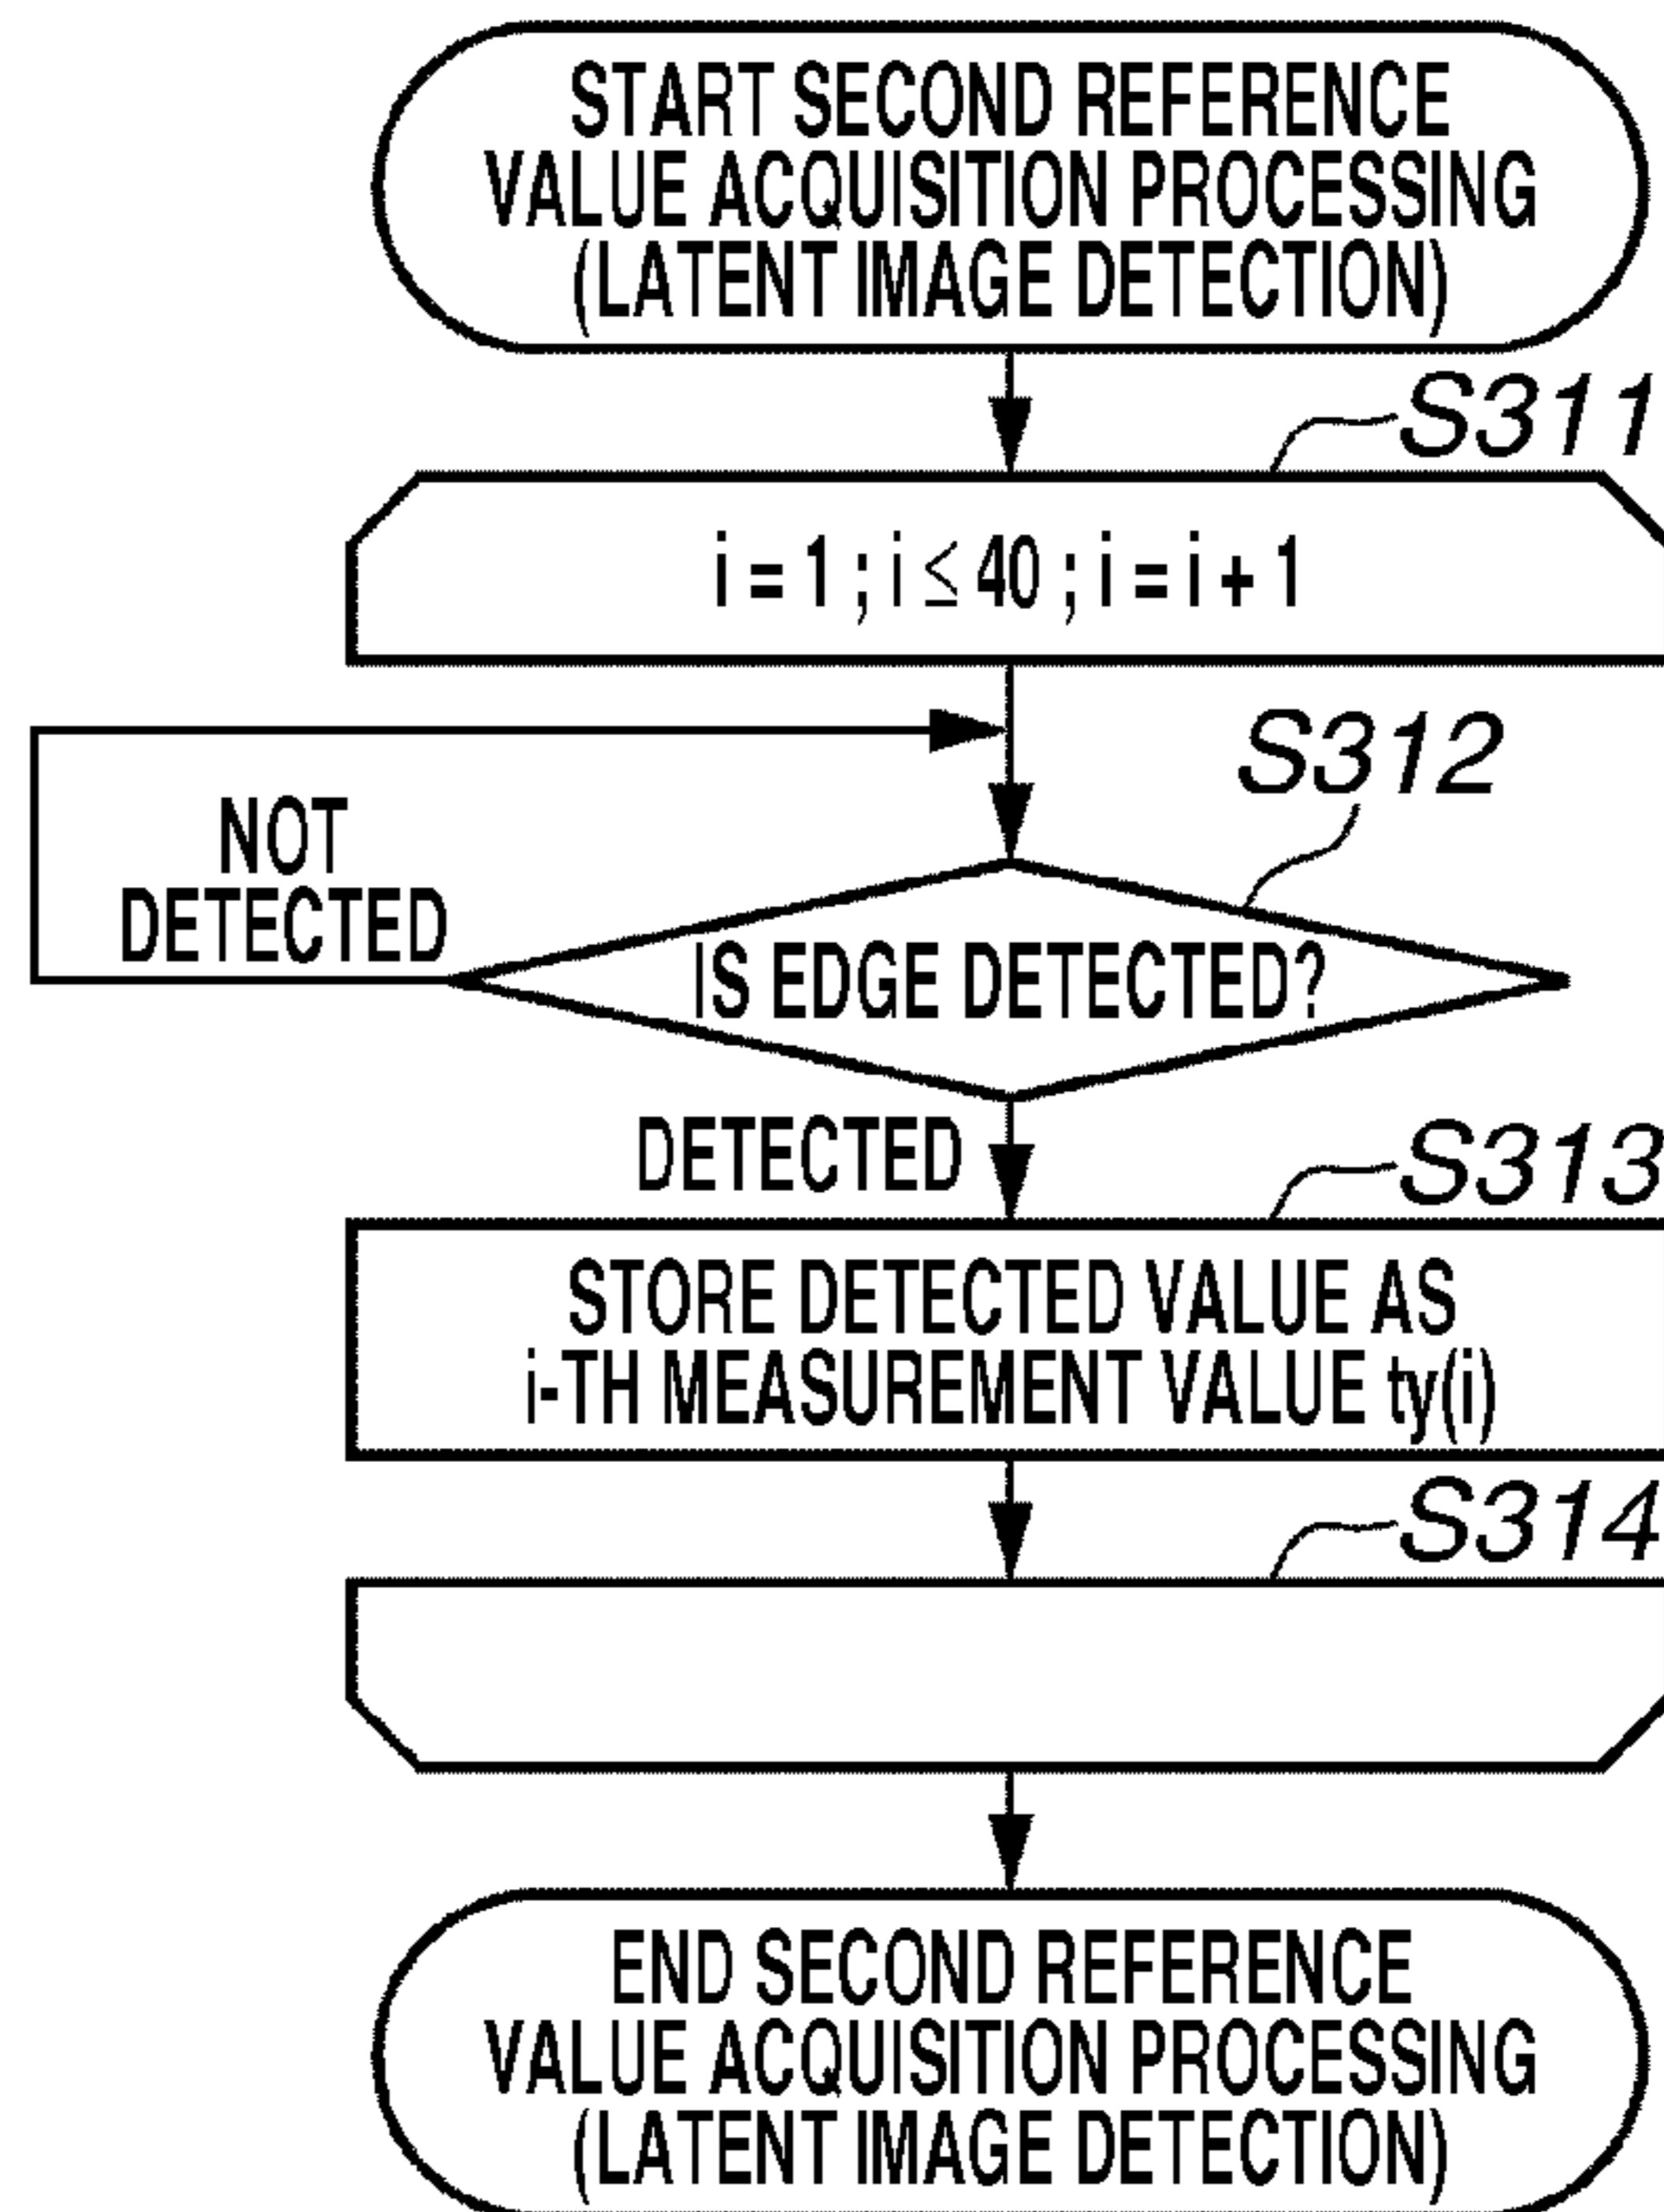 START SECOND REFERENCE
VALUE ACQUISITION PROCESSING
(LATENT IMAGE DETECTION)
S311
i = 1 ; i ≤ 40 ; i = i + 1
S312
NOT
DETECTED
IS EDGE DETECTED?
DETECTED
S313
STORE DETECTED VALUE AS
i-TH MEASUREMENT VALUE ty(i)
S314
END SECOND REFERENCE
VALUE ACQUISITION PROCESSING
(LATENT IMAGE DETECTION)